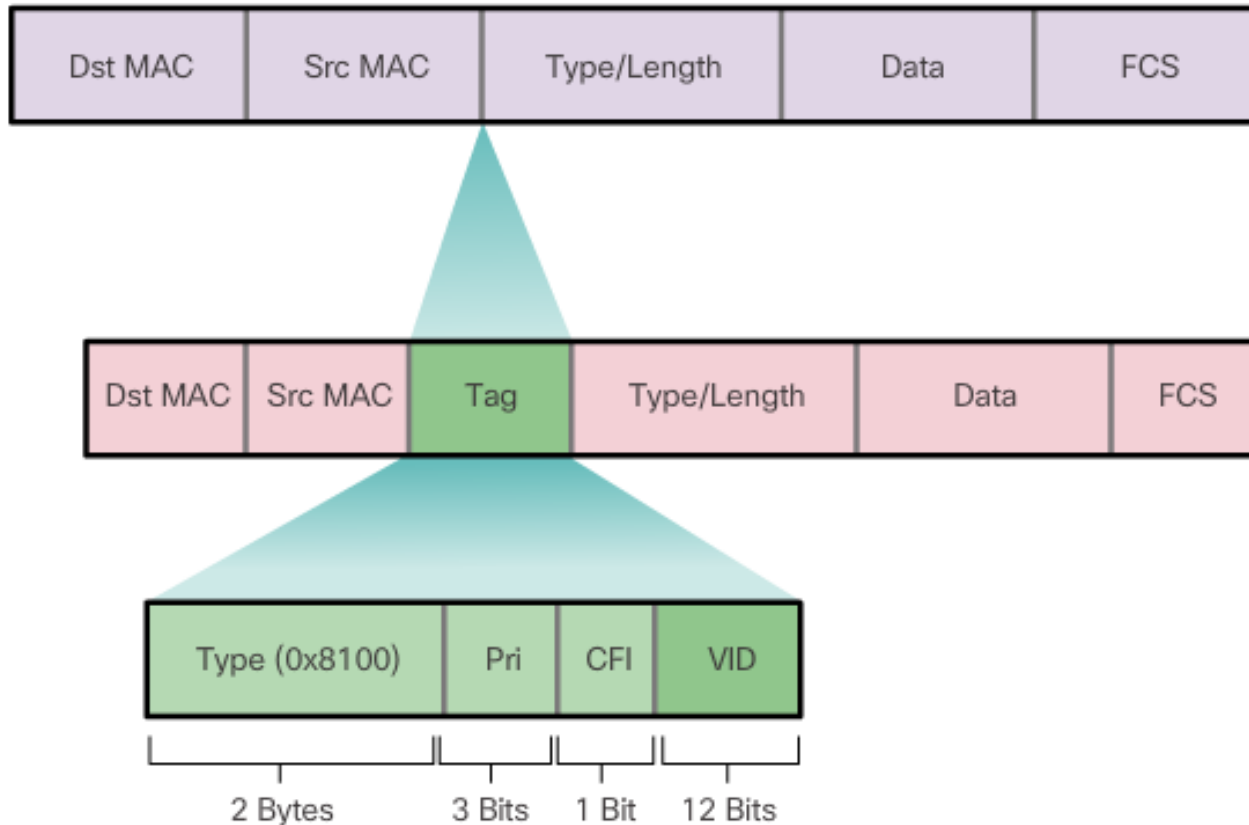 Dst MAC Src MAC Type/Length Data FCS
Dst MAC Src MAC Tag Type/Length Data FCS
Type (0x8100) Pri CFI VID
2 Bytes 3 Bits 1 Bit 12 Bits